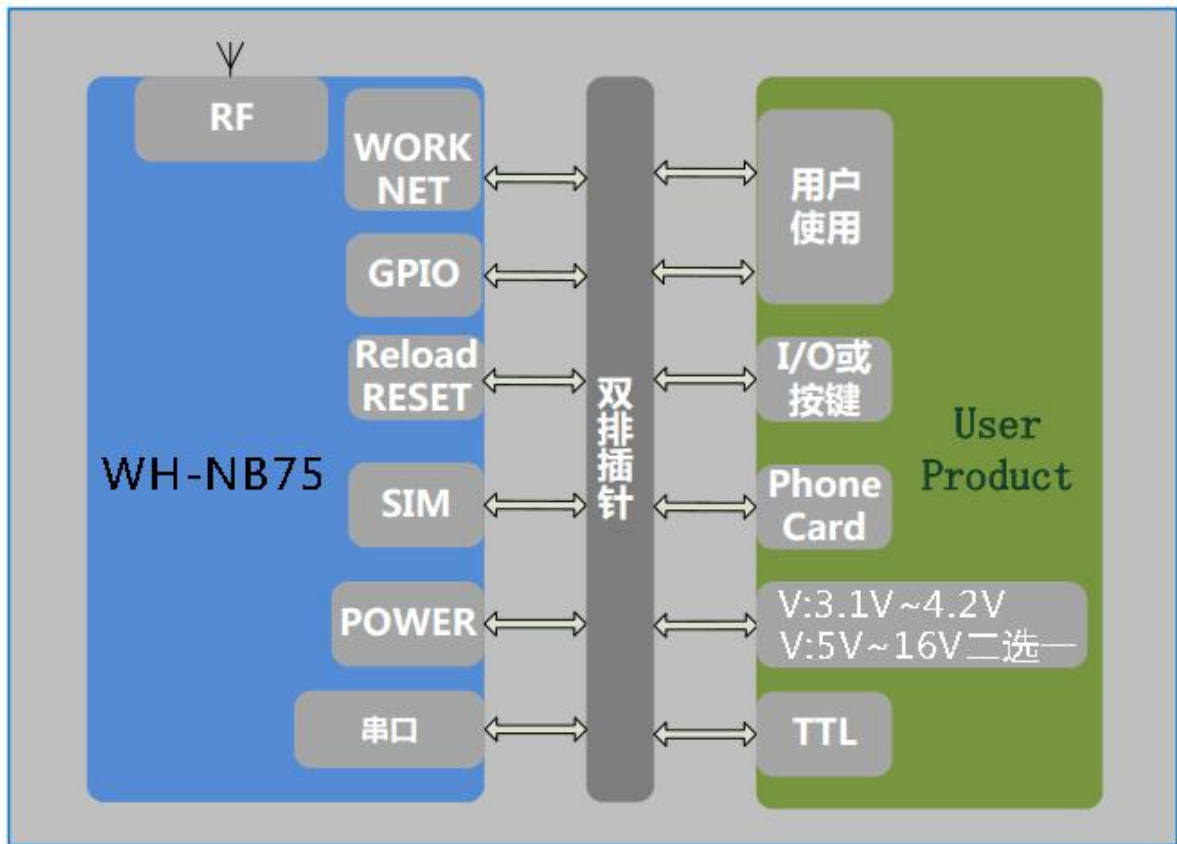 RF
WORK
NET
GPIO
Reload
RESET
WH-NB75
SIM
POWER
串口
双
排
插
针
用户
使用
I/O或
按键
User
Product
Phone
Card
V:3.1V~4.2V
V:5V~16V二选一
TTL